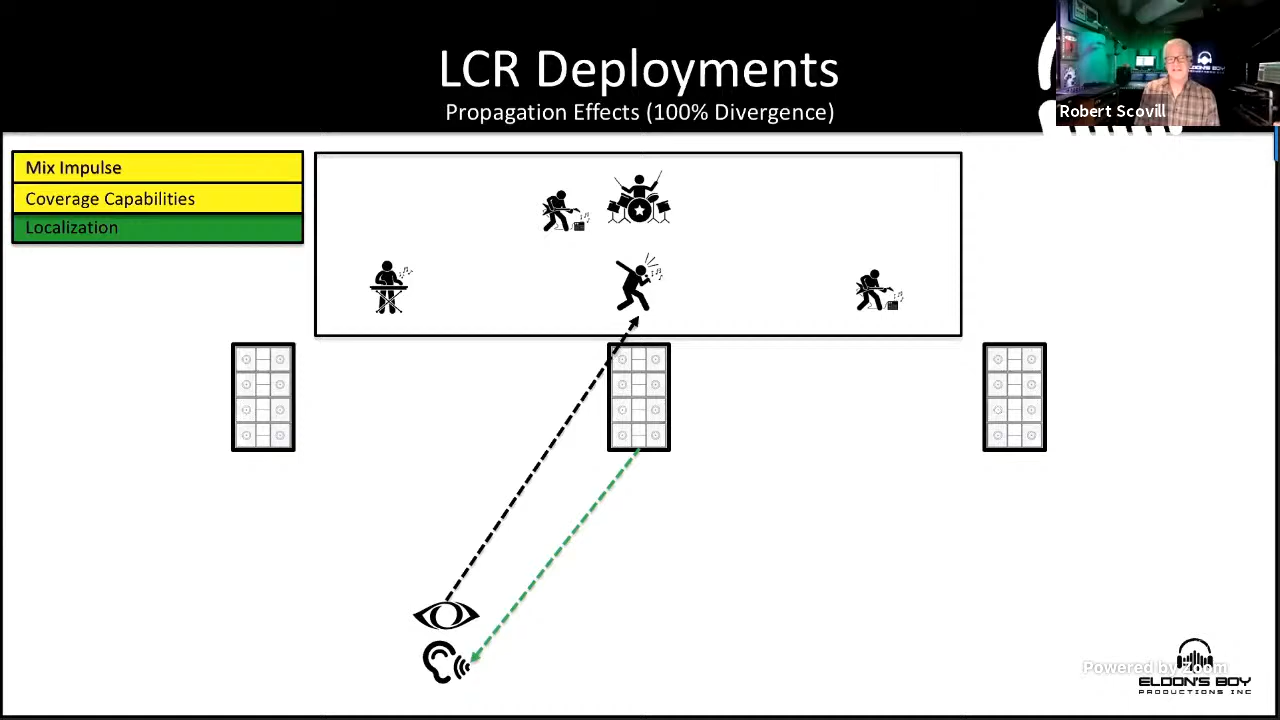 LCR Deployments
Propagation Effects (100% Divergence)
Robert Scovill
Mix Impulse
Coverage Capabilities
Localization
Powered by zoom
ELDON'S BOY
PRODUCTIONS INC